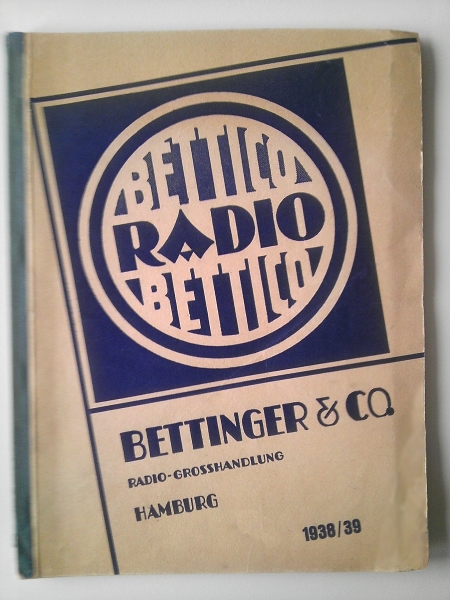 BETTICO
RADIO
BETTICO
BETTINGER & CO.
RADIO-GROSSHANDLUNG
HAMBURG
1938/39